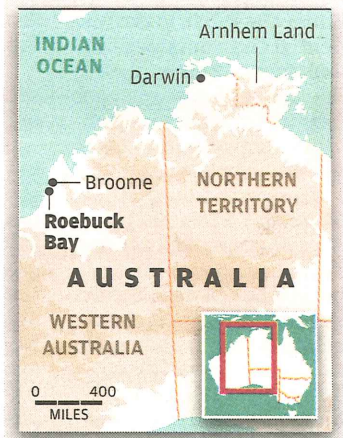 Arnhem Land
INDIAN
OCEAN
Darwin
Broome
NORTHERN
TERRITORY
Roebuck
Bay
AUSTRALIA
WESTERN
AUSTRALIA
0 400
MILES